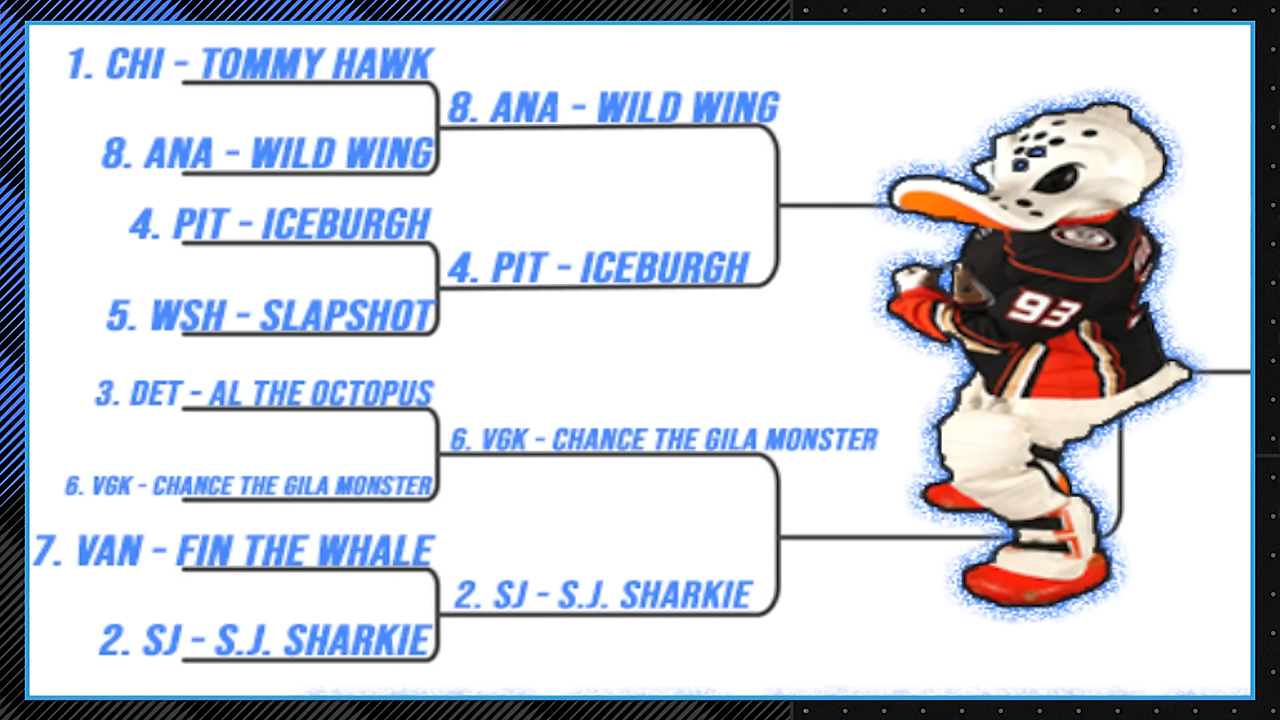 1. CHI - TOMMY HAWK
8. ANA - WILD WING
4. PIT - ICEBURGH
5. WSH - SLAPSHOT
3. DET - AL THE OCTOPUS
6. VGK - CHANCE THE GILA MONSTER
7. VAN - FIN THE WHALE
2. SJ - S.J. SHARKIE
8. ANA - WILD WING
4. PIT - ICEBURGH
6. VGK - CHANCE THE GILA MONSTER
2. SJ - S.J. SHARKIE
93